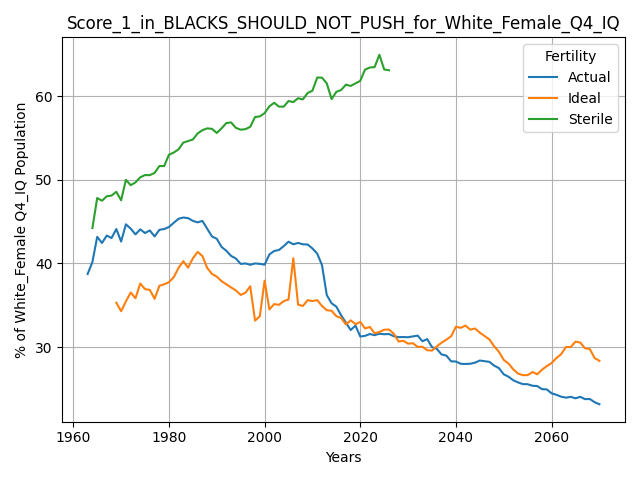 Score_1_in_BLACKS_SHOULD_NOT_PUSH_for_White_Female_Q4_IQ
% of White_Female Q4_IQ Population
60
50
40
30
Fertility
Actual
Ideal
Sterile
1960
1980
2000
2020
2040
2060
Years